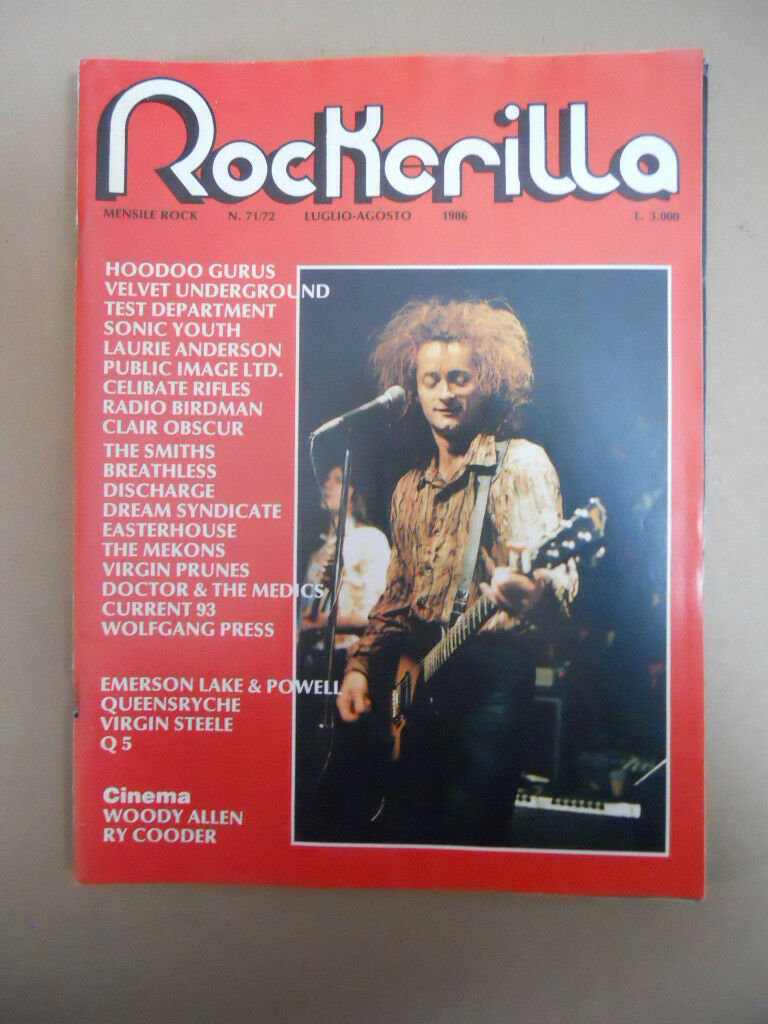 Rockerilla
MENSILE ROCK N. 71/72 LUGLIO-AGOSTO 1986 L. 3.000
HOODOO GURUS
VELVET UNDERGROUND
TEST DEPARTMENT
SONIC YOUTH
LAURIE ANDERSON
PUBLIC IMAGE LTD.
CELIBATE RIFLES
RADIO BIRDMAN
CLAIR OBSCUR
THE SMITHS
BREATHLESS
DISCHARGE
DREAM SYNDICATE
EASTERHOUSE
THE MEKONS
VIRGIN PRUNES
DOCTOR & THE MEDICS
CURRENT 93
WOLFGANG PRESS
EMERSON LAKE & POWELL
QUEENSRYCHE
VIRGIN STEELE
Q 5
Cinema
WOODY ALLEN
RY COODER